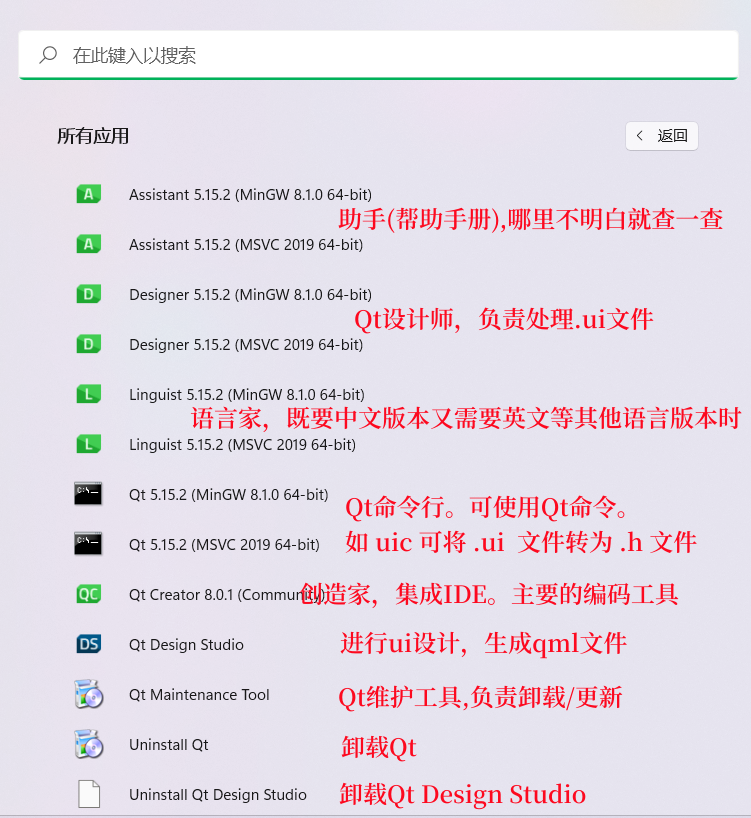 在此键入以搜索
所有应用
返回
A
Assistant 5.15.2 (MinGW 8.1.0 64-bit)
助手(帮助手册),哪里不明白就查一查
A
Assistant 5.15.2 (MSVC 2019 64-bit)
D
Designer 5.15.2 (MinGW 8.1.0 64-bit)
Qt设计师，负责处理.ui文件
D
Designer 5.15.2 (MSVC 2019 64-bit)
L
Linguist 5.15.2 (MinGW 8.1.0 64-bit)
语言家，既要中文版本又需要英文等其他语言版本时
L
Linguist 5.15.2 (MSVC 2019 64-bit)
C:\_
Qt 5.15.2 (MinGW 8.1.0 64-bit)
Qt命令行。可使用Qt命令。
C:\_
Qt 5.15.2 (MSVC 2019 64-bit)
如 uic 可将 .ui 文件转为 .h 文件
QC
Qt Creator 8.0.1 (Community)
创造家，集成IDE。主要的编码工具
DS
Qt Design Studio
进行ui设计，生成qml文件
Qt Maintenance Tool
Qt维护工具,负责卸载/更新
Uninstall Qt
卸载Qt
Uninstall Qt Design Studio
卸载Qt Design Studio